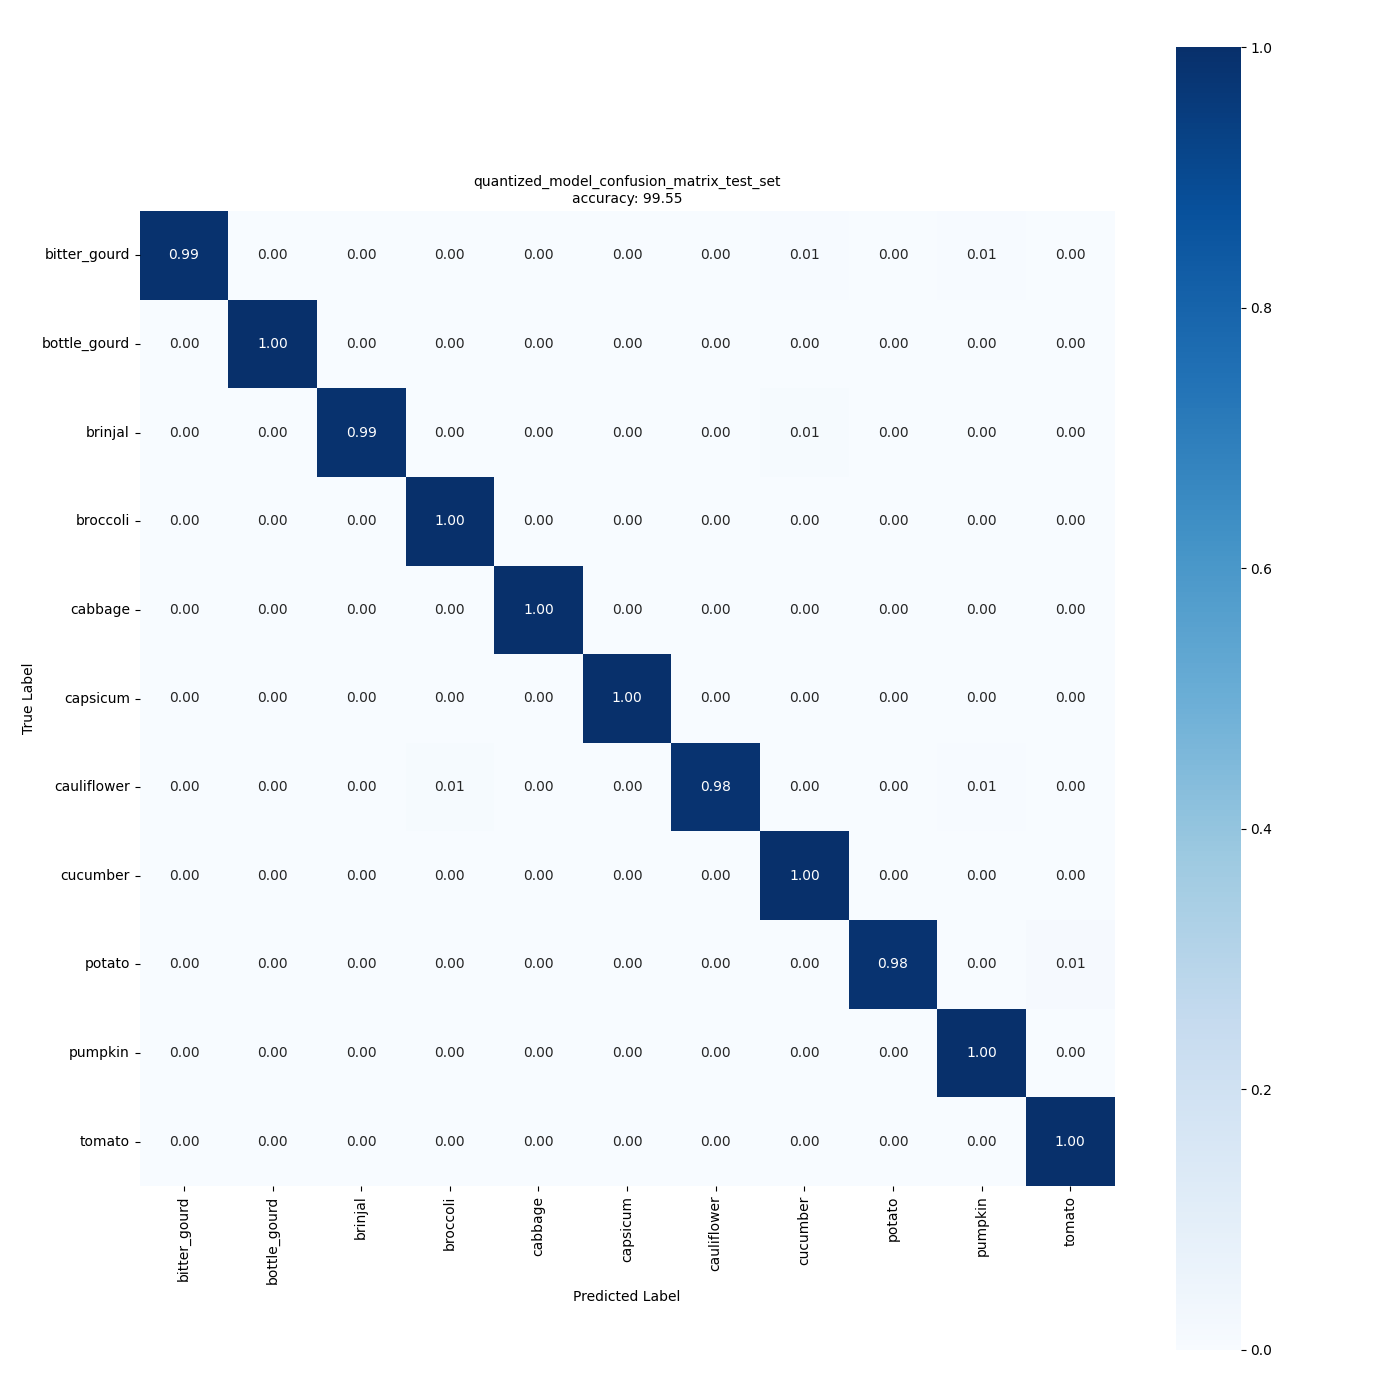 quantized_model_confusion_matrix_test_set
accuracy: 99.55
bitter_gourd 0.99 0.00 0.00 0.00 0.00 0.00 0.00 0.01 0.00 0.01 0.00
bottle_gourd 0.00 1.00 0.00 0.00 0.00 0.00 0.00 0.00 0.00 0.00 0.00
brinjal 0.00 0.00 0.99 0.00 0.00 0.00 0.00 0.01 0.00 0.00 0.00
broccoli 0.00 0.00 0.00 1.00 0.00 0.00 0.00 0.00 0.00 0.00 0.00
cabbage 0.00 0.00 0.00 0.00 1.00 0.00 0.00 0.00 0.00 0.00 0.00
capsicum 0.00 0.00 0.00 0.00 0.00 1.00 0.00 0.00 0.00 0.00 0.00
cauliflower 0.00 0.00 0.00 0.01 0.00 0.00 0.98 0.00 0.00 0.01 0.00
cucumber 0.00 0.00 0.00 0.00 0.00 0.00 0.00 1.00 0.00 0.00 0.00
potato 0.00 0.00 0.00 0.00 0.00 0.00 0.00 0.00 0.98 0.00 0.01
pumpkin 0.00 0.00 0.00 0.00 0.00 0.00 0.00 0.00 0.00 1.00 0.00
tomato 0.00 0.00 0.00 0.00 0.00 0.00 0.00 0.00 0.00 0.00 1.00
True Label
bitter_gourd bottle_gourd brinjal broccoli cabbage capsicum cauliflower cucumber potato pumpkin tomato
Predicted Label
1.0
0.8
0.6
0.4
0.2
0.0